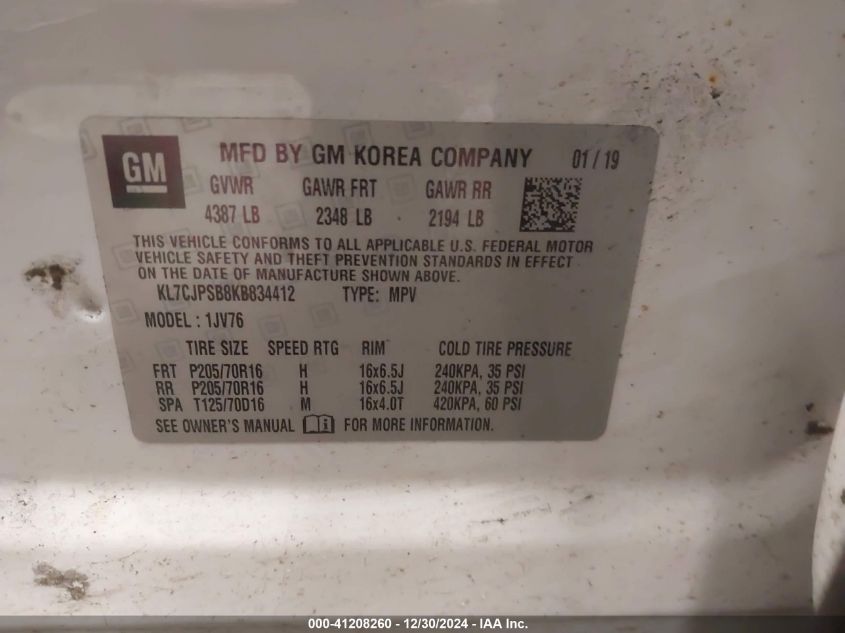 GM MFD BY GM KOREA COMPANY 01/19
GVWR GAWR FRT GAWR RR
4387 LB 2348 LB 2194 LB
THIS VEHICLE CONFORMS TO ALL APPLICABLE U.S. FEDERAL MOTOR
VEHICLE SAFETY AND THEFT PREVENTION STANDARDS IN EFFECT
ON THE DATE OF MANUFACTURE SHOWN ABOVE.
KL7CJPSB8KB834412 TYPE: MPV
MODEL : 1JV76
TIRE SIZE SPEED RTG RIM COLD TIRE PRESSURE
FRT P205/70R16 H 16x6.5J 240KPA, 35 PSI
RR P205/70R16 H 16x6.5J 240KPA, 35 PSI
SPA T125/70D16 M 16x4.0T 420KPA, 60 PSI
SEE OWNER'S MANUAL FOR MORE INFORMATION.
000-41208260 - 12/30/2024 - IAA Inc.